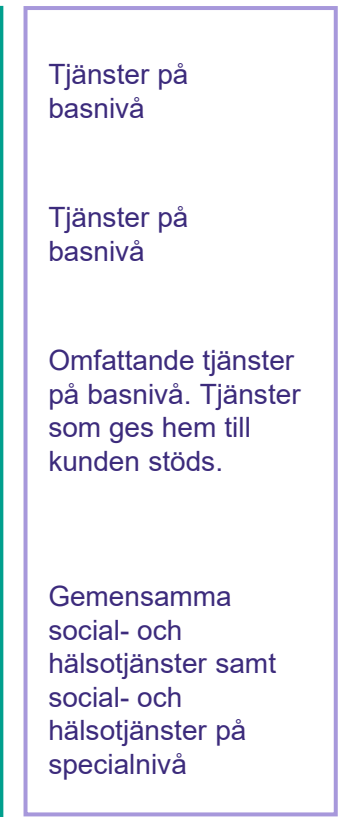 Tjänster på
basnivå
Tjänster på
basnivå
Omfattande tjänster
på basnivå. Tjänster
som ges hem till
kunden stöds.
Gemensamma
social- och
hälsotjänster samt
social- och
hälsotjänster på
specialnivå